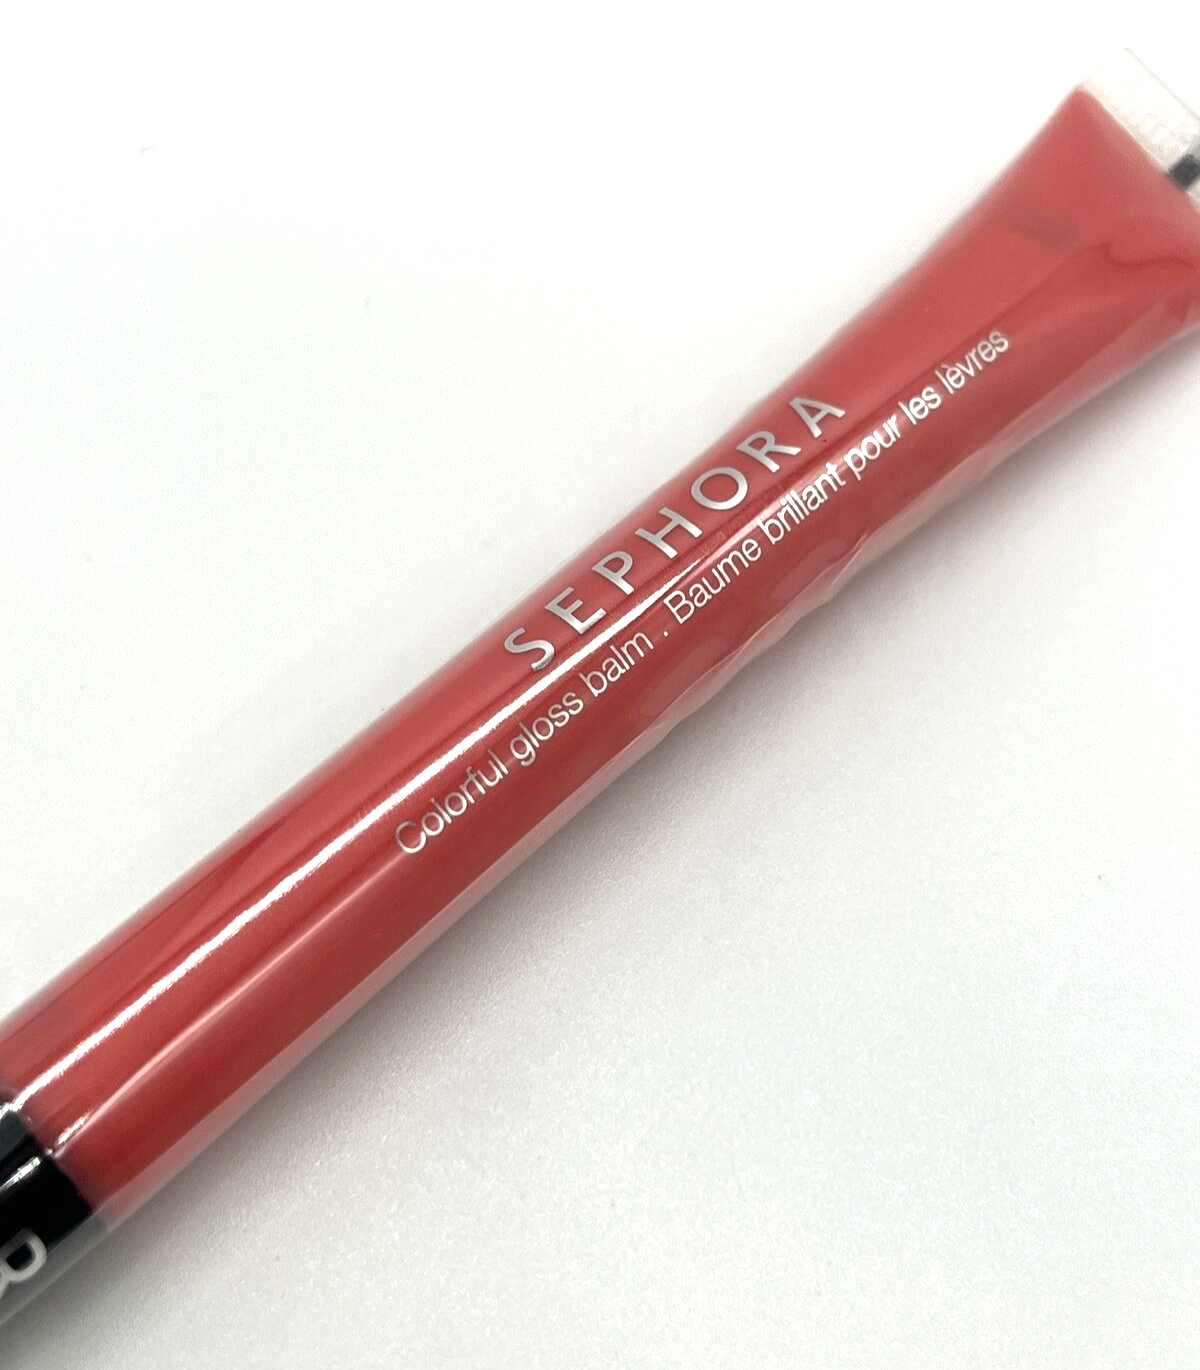 SEPHORA
Colorful gloss balm . Baume brillant pour les lèvres